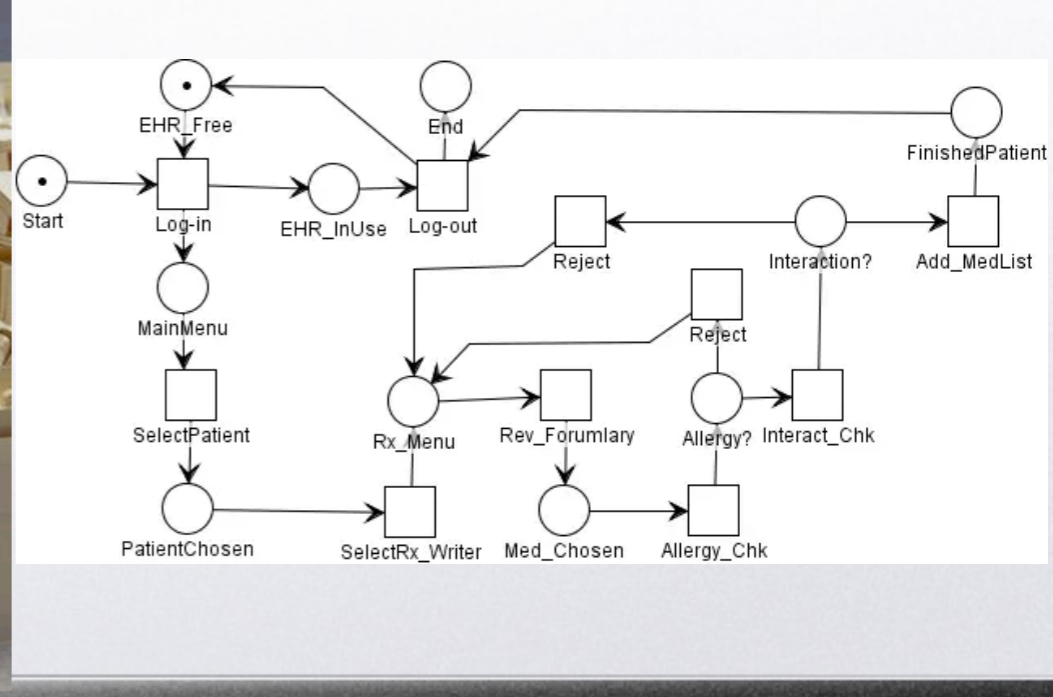 EHR_Free
End
FinishedPatient
Start
Log-in
EHR_InUse
Log-out
Reject
Interaction?
Add_MedList
MainMenu
Reject
SelectPatient
Rx_Menu
Rev_Forumlary
Allergy?
Interact_Chk
PatientChosen
SelectRx_Writer
Med_Chosen
Allergy_Chk